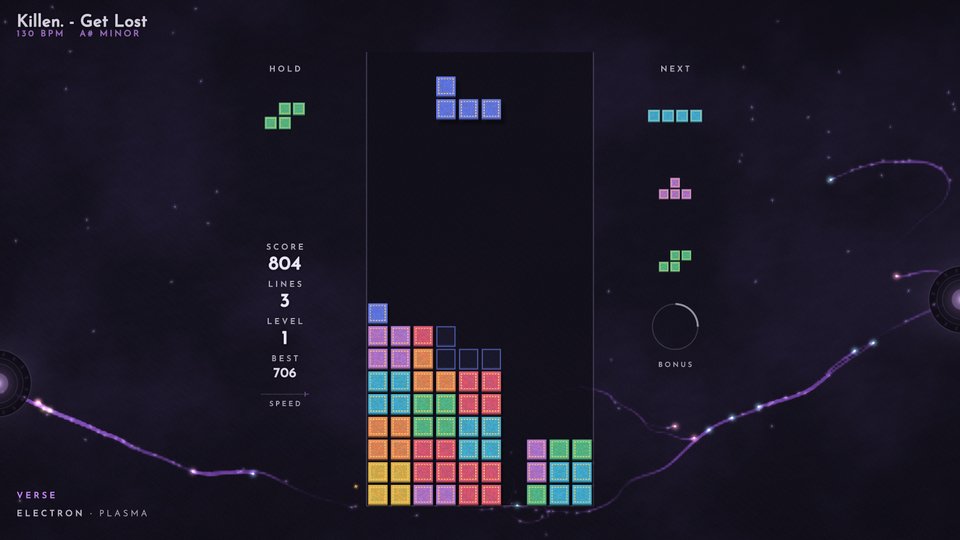 Killen. - Get Lost
130 BPM A# MINOR
HOLD
NEXT
SCORE
804
LINES
3
LEVEL
1
BEST
706
SPEED
BONUS
VERSE
ELECTRON · PLASMA